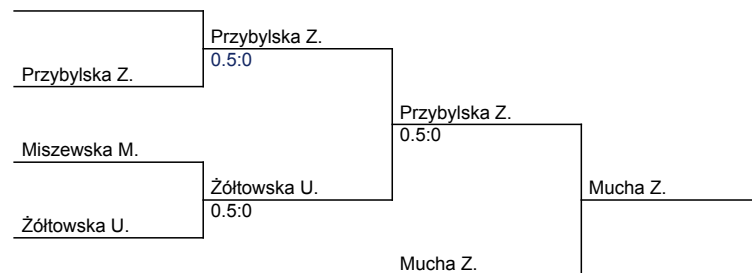 Przybylska Z.
0.5:0
Przybylska Z.
Przybylska Z.
0.5:0
Miszewska M.
Żółtowska U.
0.5:0
Mucha Z.
Żółtowska U.
Mucha Z.